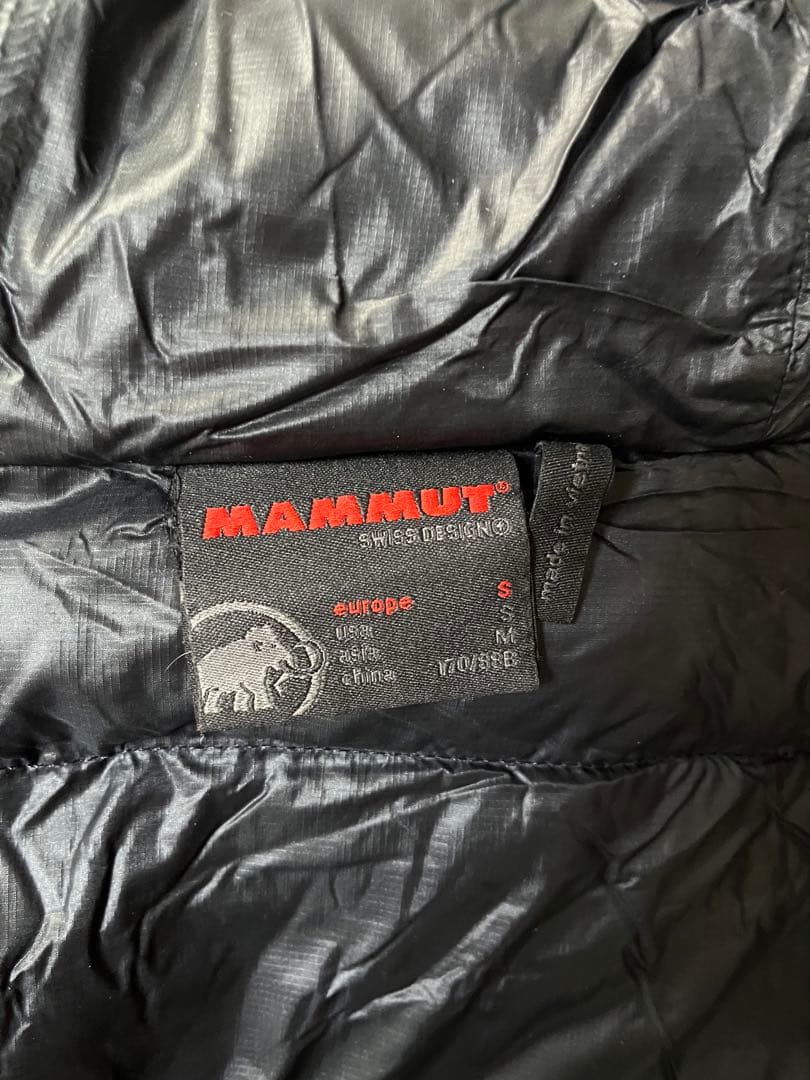 MAMMUT®
SWISS DESIGN
europe S
usa S
asia M
china 170/88B
made in vietnam